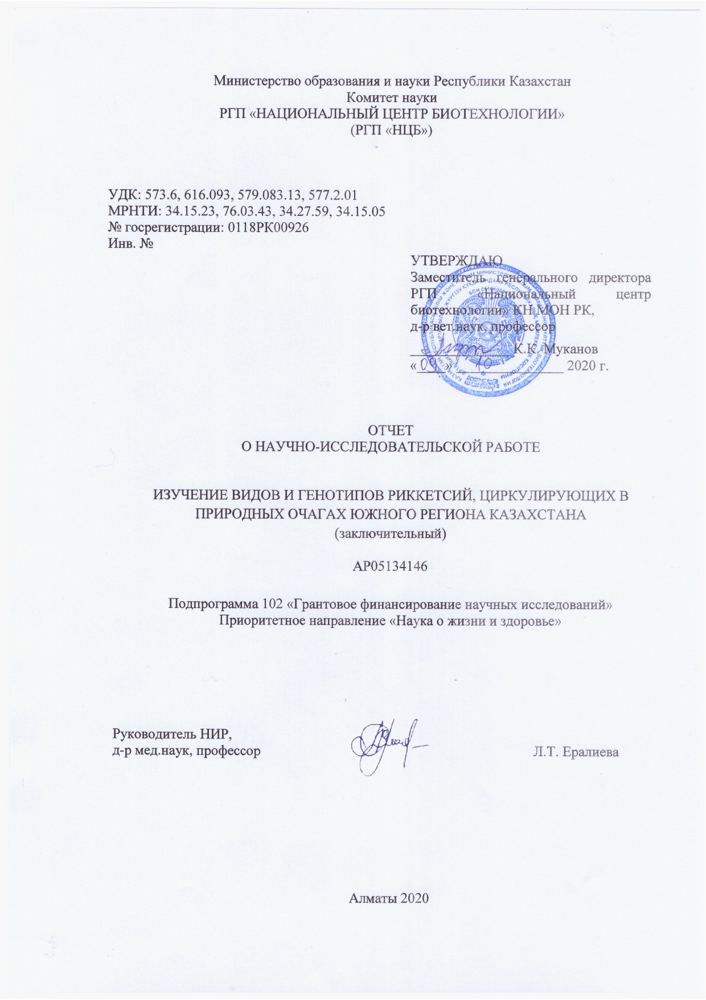 Министерство образования и науки Республики Казахстан
Комитет науки
РГП «НАЦИОНАЛЬНЫЙ ЦЕНТР БИОТЕХНОЛОГИИ»
(РГП «НЦБ»)
УДК: 573.6, 616.093, 579.083.13, 577.2.01
МРНТИ: 34.15.23, 76.03.43, 34.27.59, 34.15.05
№ госрегистрации: 0118РК00926
Инв. №
УТВЕРЖДАЮ
Заместитель генерального директора
РГП «Национальный центр
биотехнологии» КН МОН РК,
д-р вет.наук, профессор
К.К. Муканов
«09» 10 2020 г.
ОТЧЕТ
О НАУЧНО-ИССЛЕДОВАТЕЛЬСКОЙ РАБОТЕ
ИЗУЧЕНИЕ ВИДОВ И ГЕНОТИПОВ РИККЕТСИЙ, ЦИРКУЛИРУЮЩИХ В
ПРИРОДНЫХ ОЧАГАХ ЮЖНОГО РЕГИОНА КАЗАХСТАНА
(заключительный)
АР05134146
Подпрограмма 102 «Грантовое финансирование научных исследований»
Приоритетное направление «Наука о жизни и здоровье»
Руководитель НИР,
д-р мед.наук, профессор
Л.Т. Ералиева
Алматы 2020